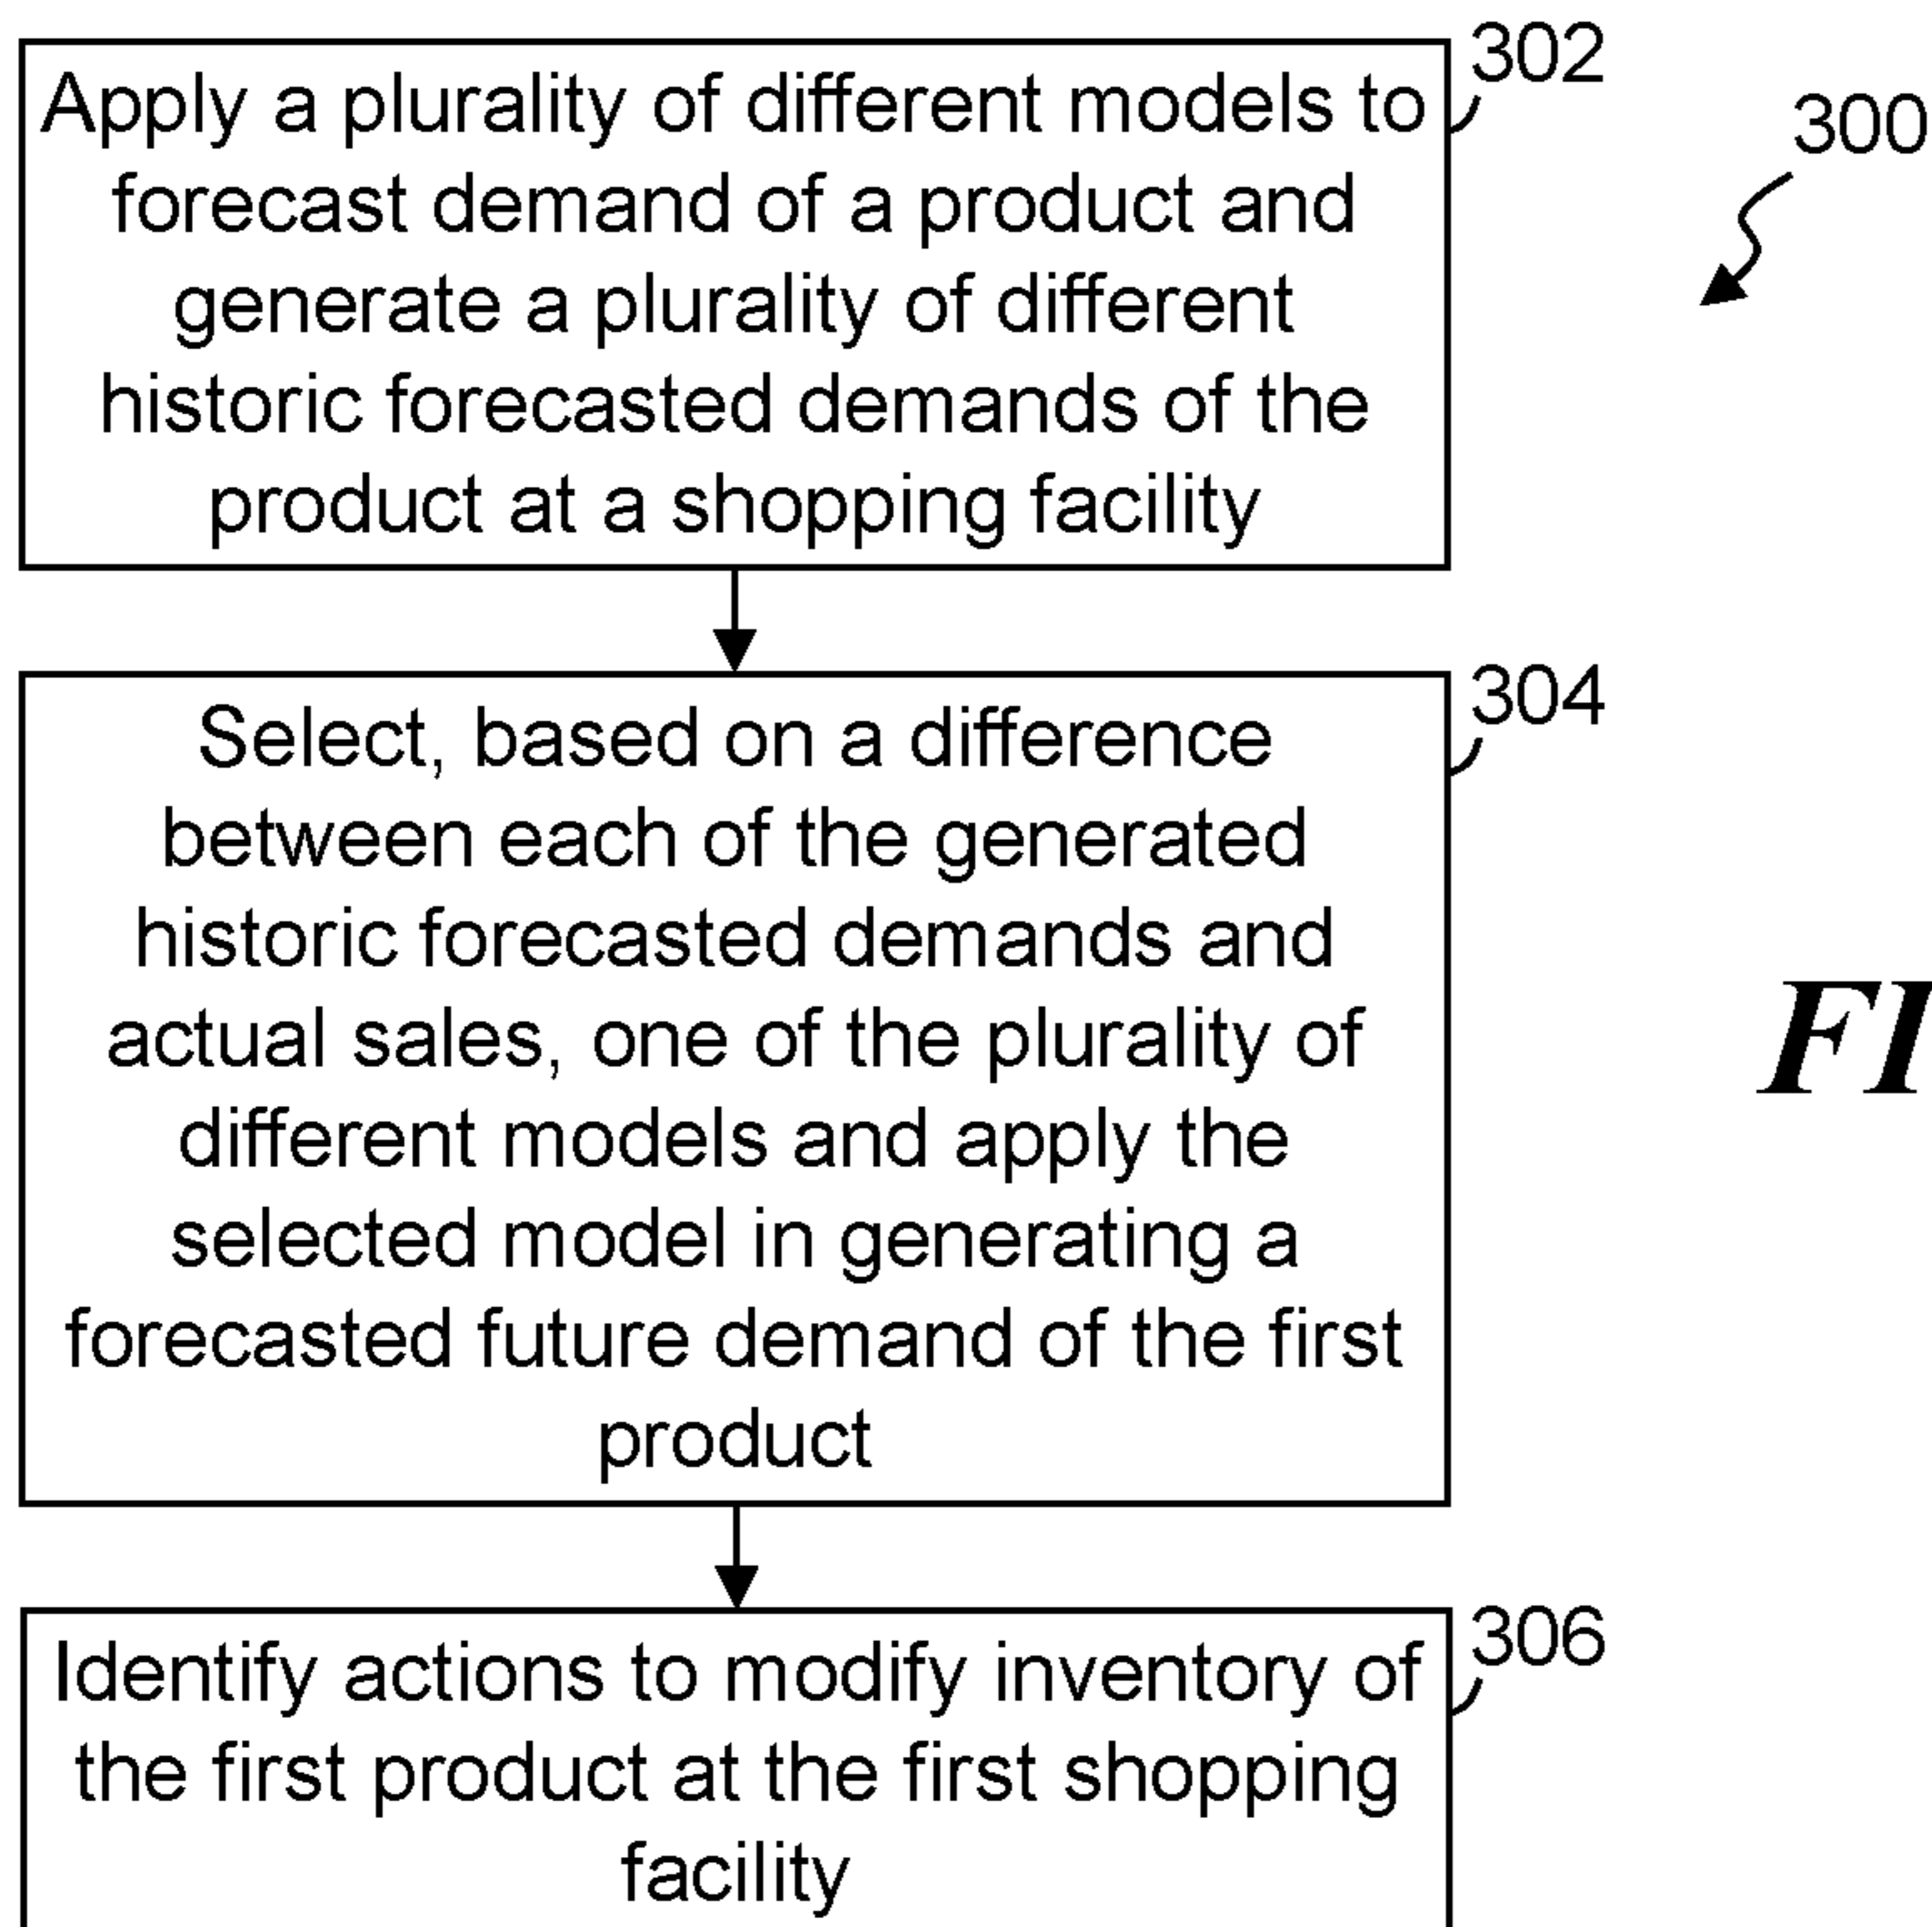 302
Apply a plurality of different models to
forecast demand of a product and
generate a plurality of different
historic forecasted demands of the
product at a shopping facility
300
304
Select, based on a difference
between each of the generated
historic forecasted demands and
actual sales, one of the plurality of
different models and apply the
selected model in generating a
forecasted future demand of the first
product
FI
306
Identify actions to modify inventory of
the first product at the first shopping
facility